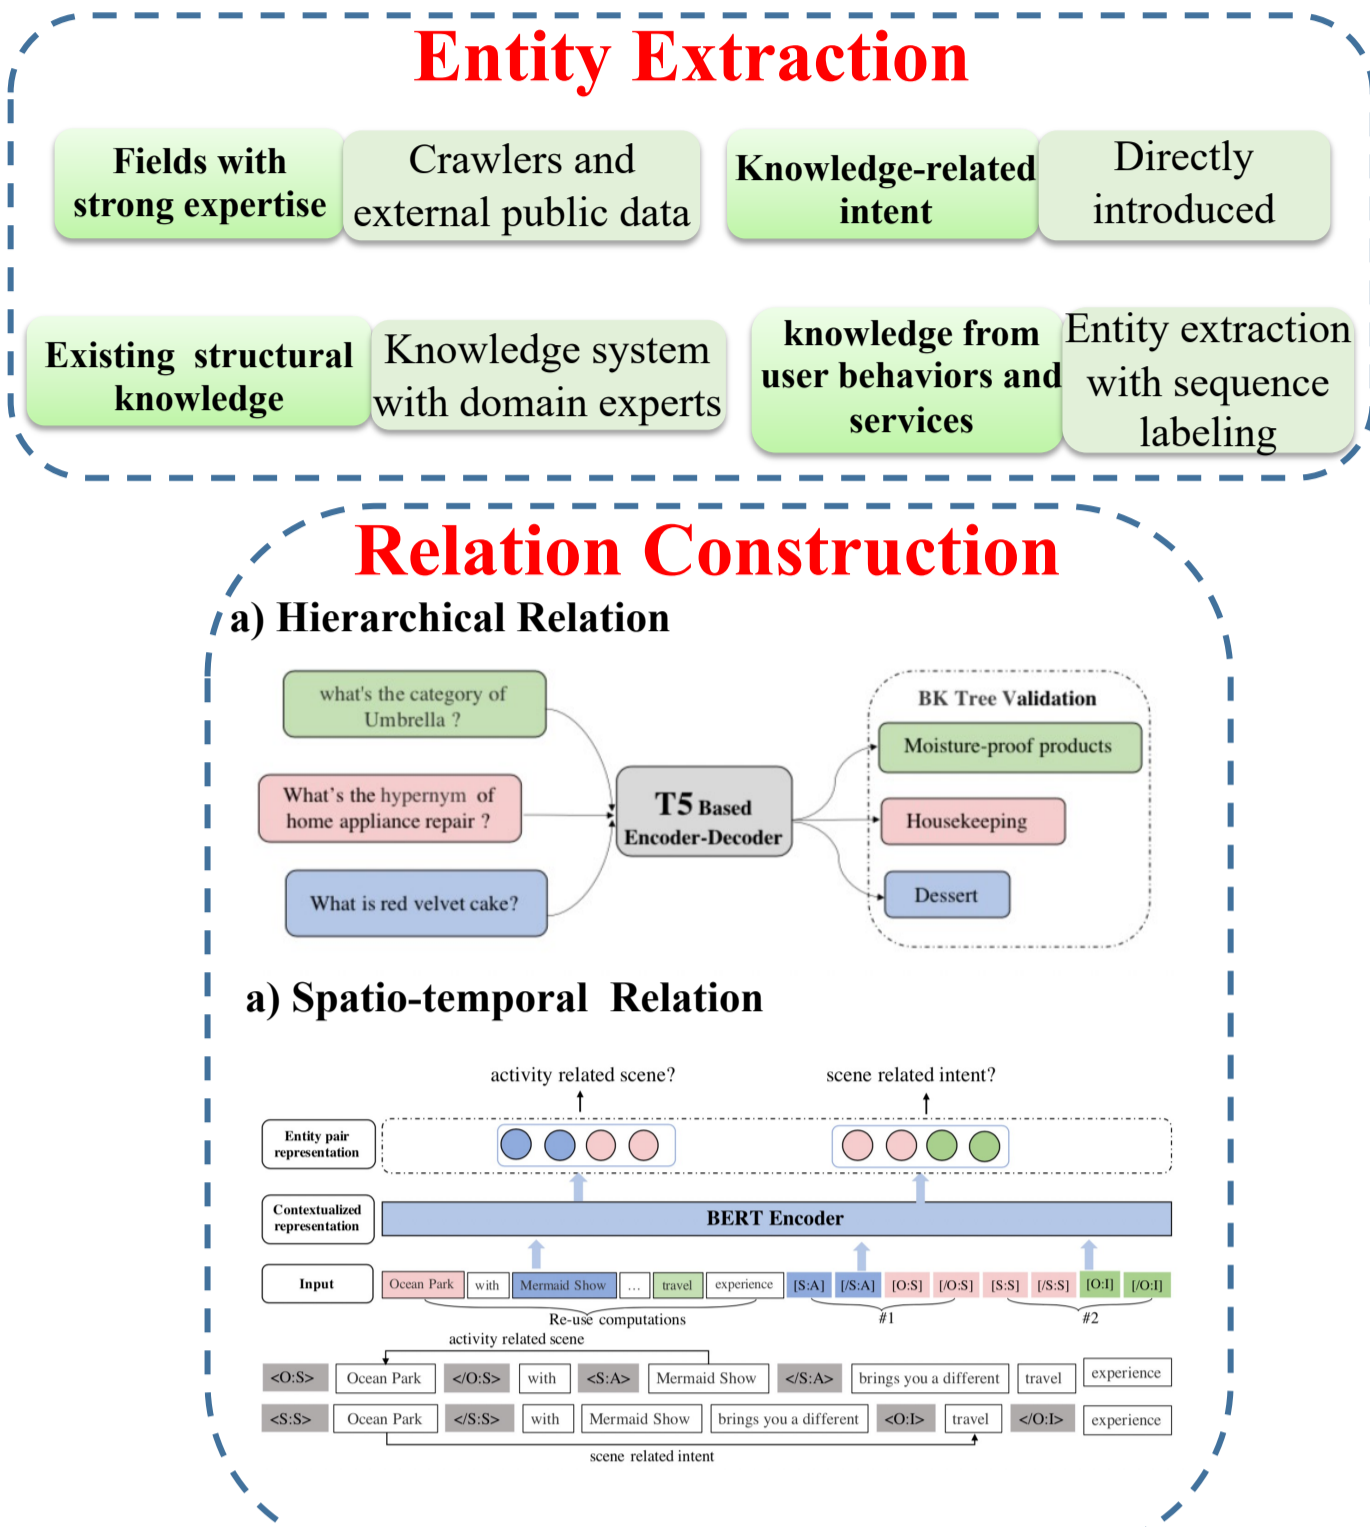 Entity Extraction
Fields with
strong expertise
Crawlers and
external public data
Knowledge-related
intent
Directly
introduced
Existing structural
knowledge
Knowledge system
with domain experts
knowledge from
user behaviors and
services
Entity extraction
with sequence
labeling
Relation Construction
a) Hierarchical Relation
what's the category of
Umbrella ?
What's the hypernym of
home appliance repair ?
What is red velvet cake?
T5 Based
Encoder-Decoder
BK Tree Validation
Moisture-proof products
Housekeeping
Dessert
a) Spatio-temporal Relation
activity related scene?
scene related intent?
Entity pair
representation
Contextualized
representation
BERT Encoder
Input
Ocean Park with Mermaid Show ... travel experience [S:A] [/S:A] [O:S] [/O:S] [S:S] [/S:S] [O:I] [/O:I]
Re-use computations
#1
#2
activity related scene
<O:S> Ocean Park </O:S> with <S:A> Mermaid Show </S:A> brings you a different travel experience
<S:S> Ocean Park </S:S> with Mermaid Show brings you a different <O:I> travel </O:I> experience
scene related intent